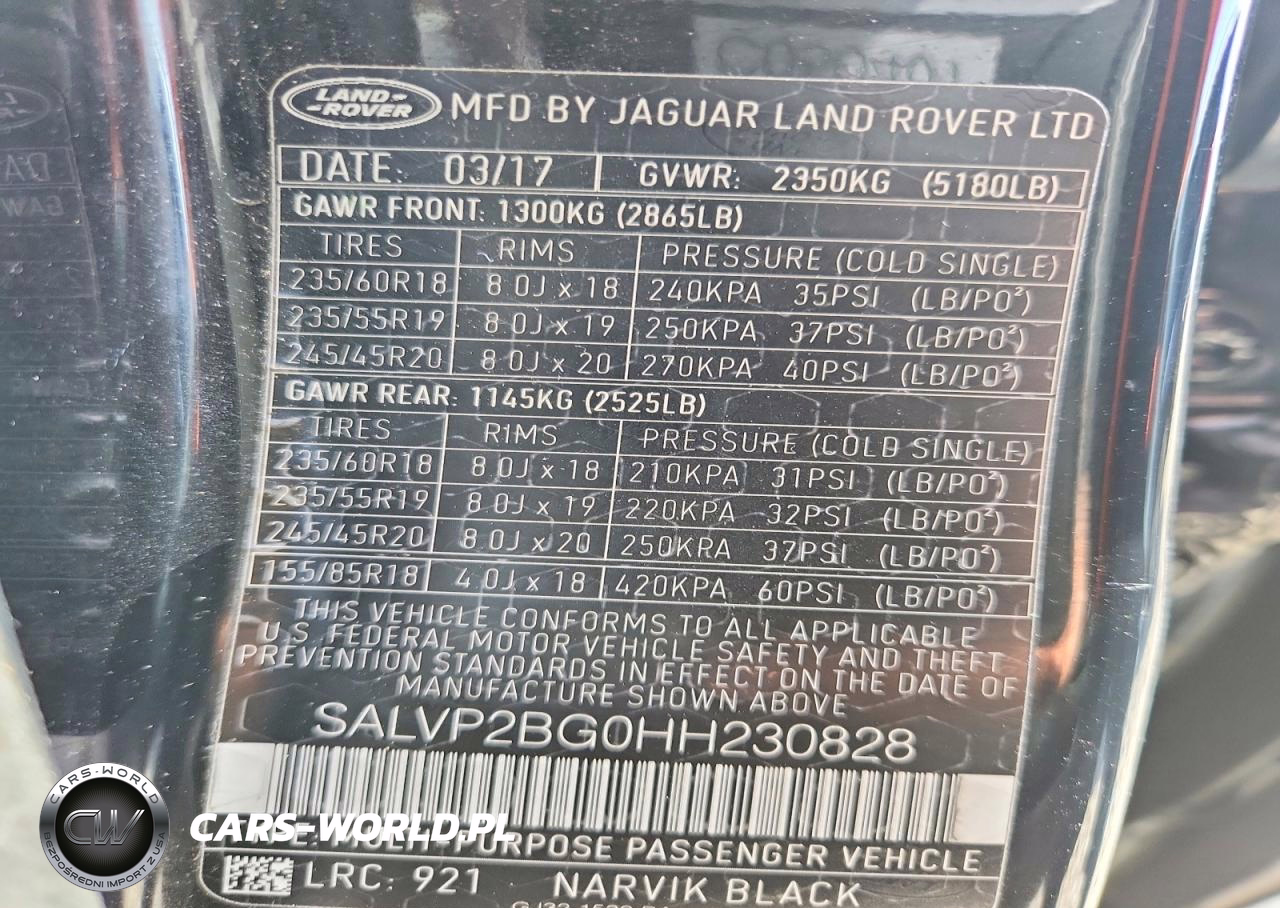 LAND-
-ROVER
MFD BY JAGUAR LAND ROVER LTD
DATE: 03/17 GVWR: 2350KG (5180LB)
GAWR FRONT: 1300KG (2865LB)
TIRES RIMS PRESSURE (COLD SINGLE)
235/60R18 8.0J x 18 240KPA 35PSI (LB/PO²)
235/55R19 8.0J x 19 250KPA 37PSI (LB/PO²)
245/45R20 8.0J x 20 270KPA 40PSI (LB/PO²)
GAWR REAR: 1145KG (2525LB)
TIRES RIMS PRESSURE (COLD SINGLE)
235/60R18 8.0J x 18 210KPA 31PSI (LB/PO²)
235/55R19 8.0J x 19 220KPA 32PSI (LB/PO²)
245/45R20 8.0J x 20 250KPA 37PSI (LB/PO²)
155/85R18 4.0J x 18 420KPA 60PSI (LB/PO²)
THIS VEHICLE CONFORMS TO ALL APPLICABLE
U.S. FEDERAL MOTOR VEHICLE SAFETY AND THEFT
PREVENTION STANDARDS IN EFFECT ON THE DATE OF
MANUFACTURE SHOWN ABOVE
SALVP2BG0HH230828
CARS-WORLD
CW
BEZPOŚREDNI IMPORT Z USA
CARS-WORLD.PL
PURPOSE PASSENGER VEHICLE
LRC: 921 NARVIK BLACK